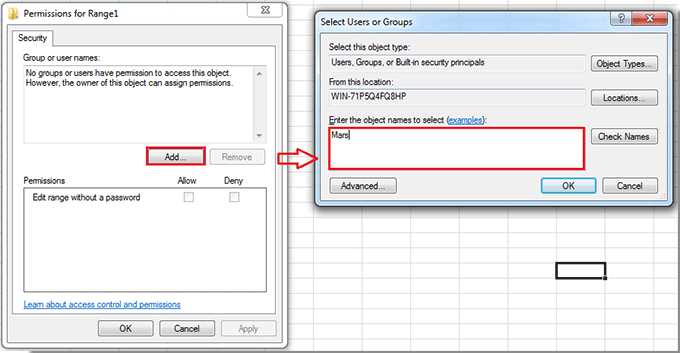 Permissions for Range1
Security
Group or user names:
No groups or users have permission to access this object.
However, the owner of this object can assign permissions.
Add...
Remove
Permissions
Allow
Deny
Edit range without a password
Learn about access control and permissions
OK
Cancel
Apply
Select Users or Groups
Select this object type:
Users, Groups, or Built-in security principals
Object Types...
From this location:
WIN-71P5Q4FQ8HP
Locations...
Enter the object names to select (examples):
Mars
Check Names
Advanced...
OK
Cancel